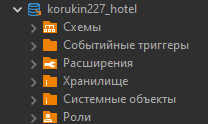 korukin227_hotel
Схемы
Событийные триггеры
Расширения
Хранилище
Системные объекты
Роли